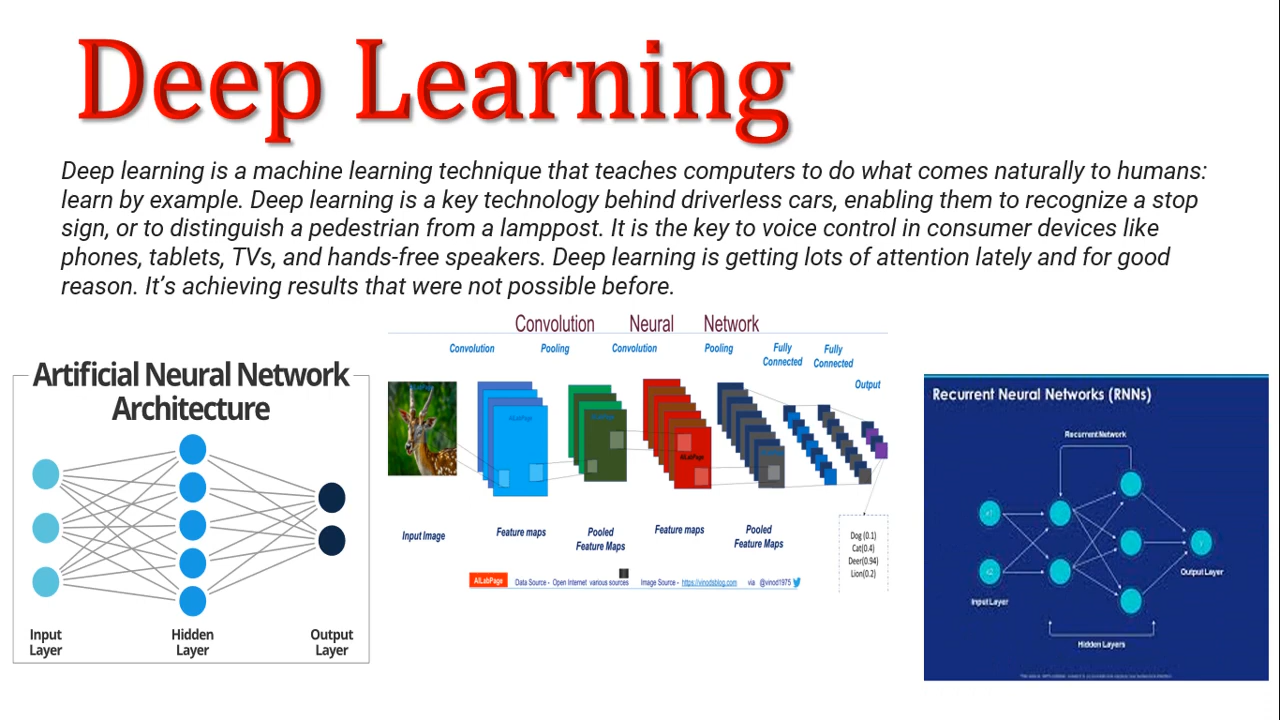 Deep Learning
Deep learning is a machine learning technique that teaches computers to do what comes naturally to humans:
learn by example. Deep learning is a key technology behind driverless cars, enabling them to recognize a stop
sign, or to distinguish a pedestrian from a lamppost. It is the key to voice control in consumer devices like
phones, tablets, TVs, and hands-free speakers. Deep learning is getting lots of attention lately and for good
reason. It’s achieving results that were not possible before.
Artificial Neural Network
Architecture
Input
Layer
Hidden
Layer
Output
Layer
Convolution Neural Network
Convolution
Pooling
Convolution
Pooling
Fully
Connected
Fully
Connected
Output
AILabPage
AILabPage
Input Image
Feature maps
Pooled
Feature Maps
Feature maps
Pooled
Feature Maps
Dog (0.1)
Cat(0.4)
Deer(0.94)
Lion(0.2)
AILabPage Data Source - Open Internet various sources Image Source - https://vinodsblog.com via @vinod1975
Recurrent Neural Networks (RNNs)
Recurrent Network
x1
x2
y
Input Layer
Output Layer
Hidden Layers